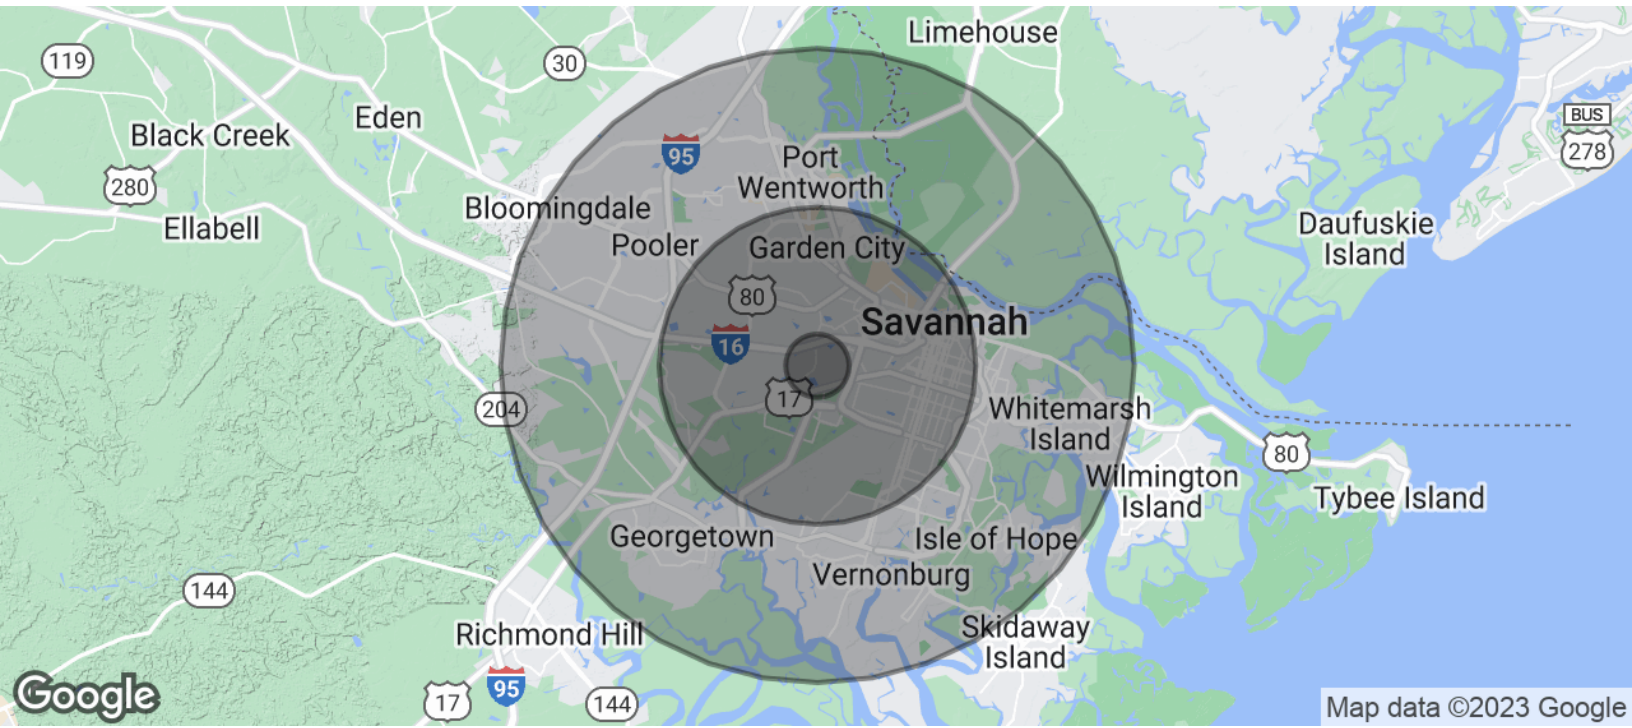 Limehouse
119
30
BUS
278
Eden
Black Creek
95
Port
Wentworth
280
Bloomingdale
Ellabell
Pooler
Garden City
Daufuskie
Island
80
Savannah
16
17
204
Whitemarsh
Island
80
Wilmington
Island
Tybee Island
Georgetown
Isle of Hope
Vernonburg
144
Richmond Hill
Skidaway
Island
95
17
144
Google
Map data ©2023 Google